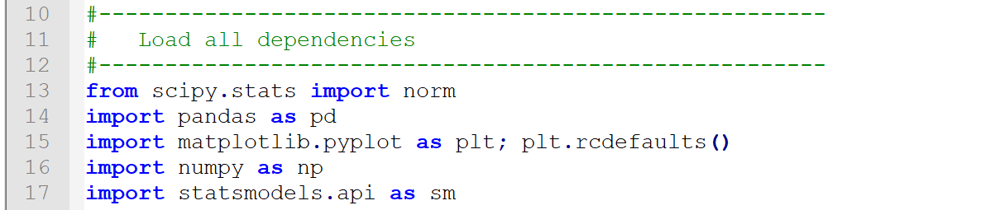 10 #-------------------------------------------------------
11 #   Load all dependencies
12 #-------------------------------------------------------
13 from scipy.stats import norm
14 import pandas as pd
15 import matplotlib.pyplot as plt; plt.rcdefaults()
16 import numpy as np
17 import statsmodels.api as sm